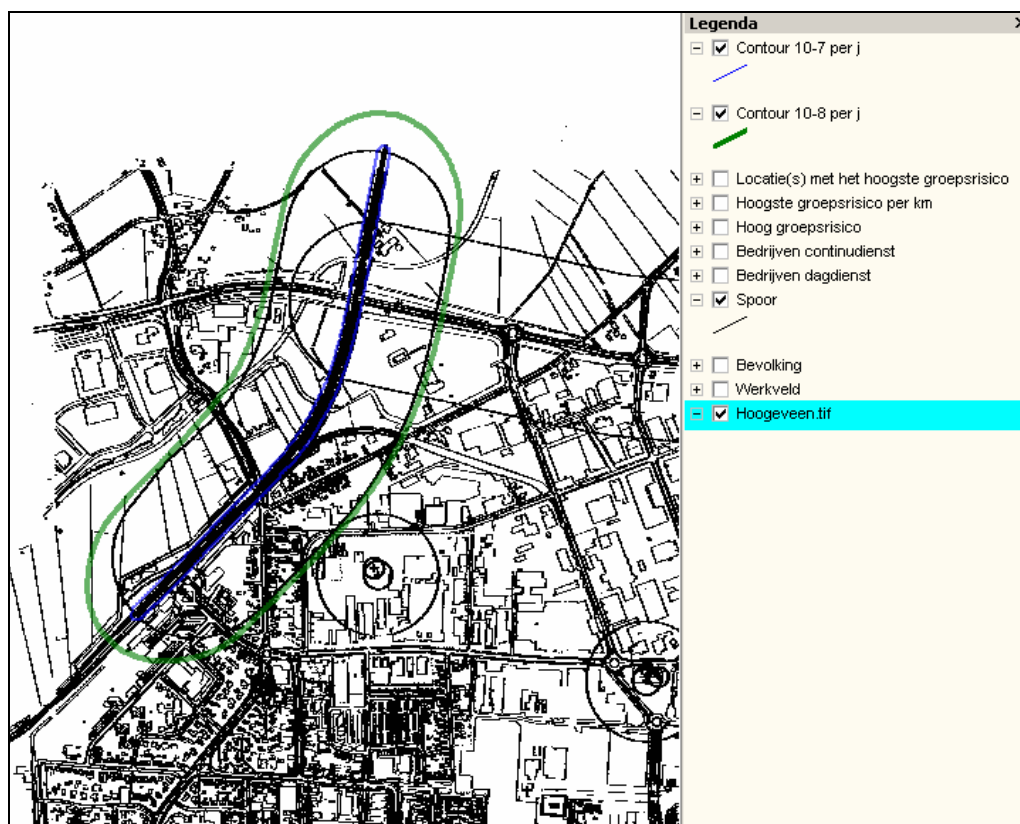 Legenda
Contour 10-7 per j
Contour 10-8 per j
Locatie(s) met het hoogste groepsrisico
Hoogste groepsrisico per km
Hoog groepsrisico
Bedrijven continudienst
Bedrijven dagdienst
Spoor
Bevolking
Werkveld
Hoogeveen.tif